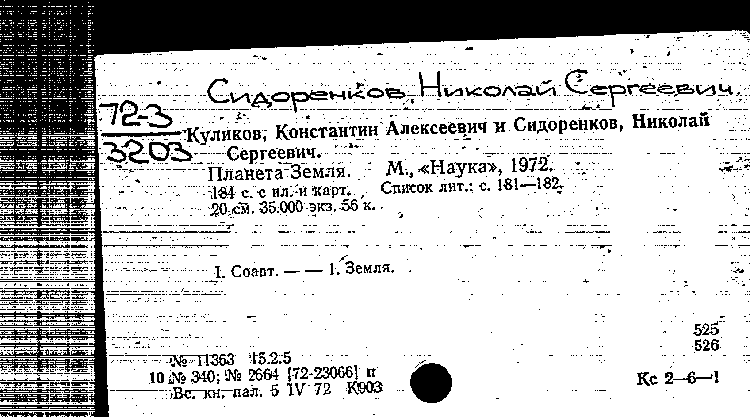 Сидоренков Николай Сергеевич.
72-3
3203
Куликов, Константин Алексеевич и Сидоренков, Николай
Сергеевич.
Планета Земля. М., «Наука», 1972.
184 с. с ил. и карт. Список лит.: с. 181—182.
20 см. 35.000 экз. 56 к.
I. Соавт. — — 1. Земля.
525
526
№ 11363 15.2.5
10 № 340; № 2664 [72-23066] п
Вс. кн. пал. 5 IV 72 К903
Кс 2—6—1